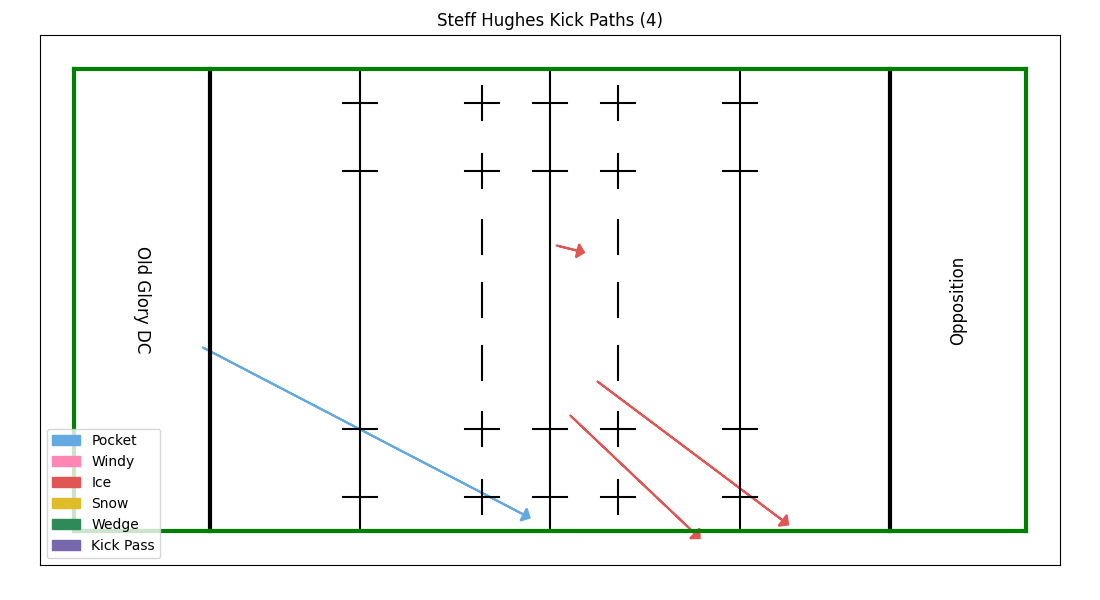 Steff Hughes Kick Paths (4)
Old Glory DC
Opposition
Pocket
Windy
Ice
Snow
Wedge
Kick Pass